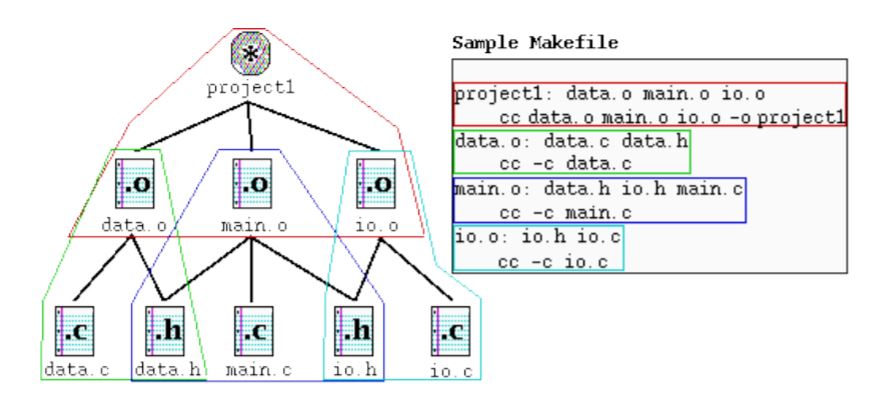 Sample Makefile
*
project1
project1: data.o main.o io.o
cc data.o main.o io.o -o project1
data.o: data.c data.h
cc -c data.c
main.o: data.h io.h main.c
cc -c main.c
io.o: io.h io.c
cc -c io.c
.o .o .o
data.o main.o io.o
.c .h .c .h .c
data.c data.h main.c io.h io.c